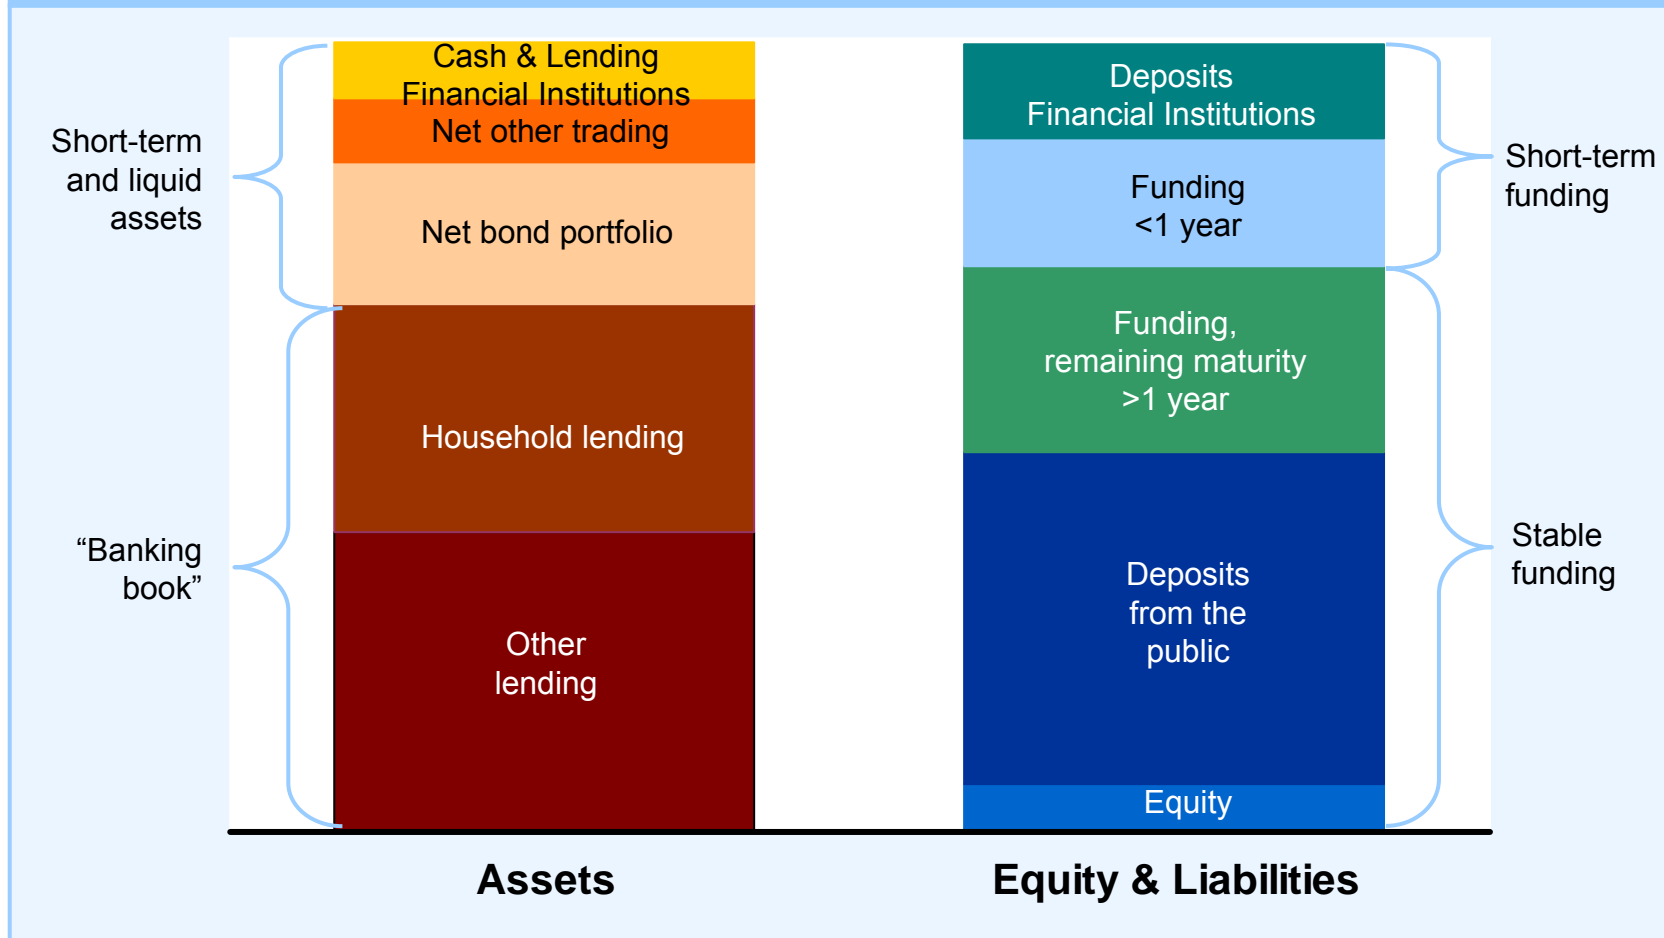 Short-term
and liquid
assets
“Banking
book”
Cash & Lending
Financial Institutions
Net other trading
Net bond portfolio
Household lending
Other
lending
Deposits
Financial Institutions
Funding
<1 year
Funding,
remaining maturity
>1 year
Deposits
from the
public
Equity
Short-term
funding
Stable
funding
Assets
Equity & Liabilities